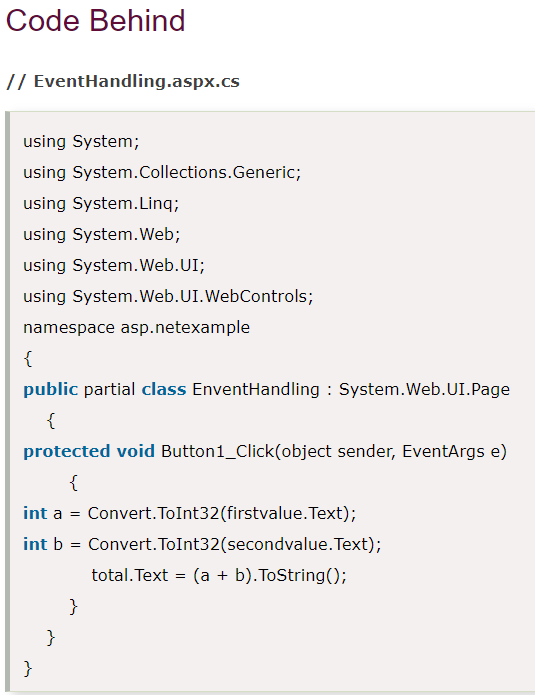 Code Behind
// EventHandling.aspx.cs
using System;
using System.Collections.Generic;
using System.Linq;
using System.Web;
using System.Web.UI;
using System.Web.UI.WebControls;
namespace asp.netexample
{
public partial class EnventHandling : System.Web.UI.Page
{
protected void Button1_Click(object sender, EventArgs e)
{
int a = Convert.ToInt32(firstvalue.Text);
int b = Convert.ToInt32(secondvalue.Text);
total.Text = (a + b).ToString();
}
}
}